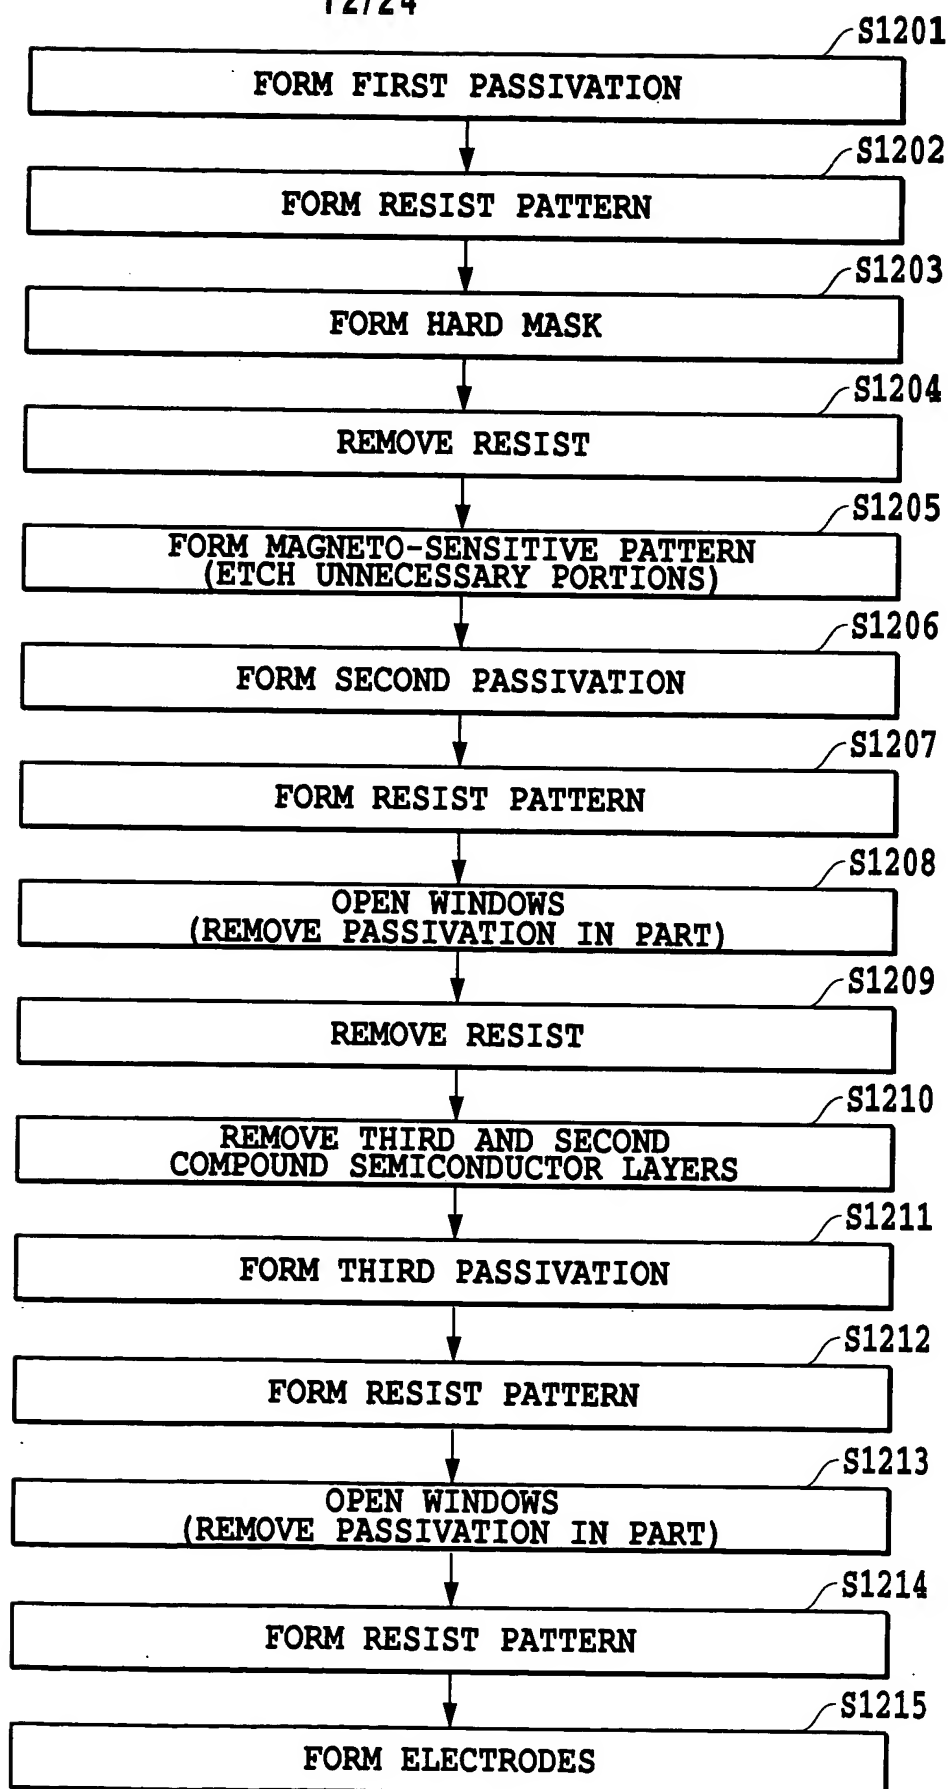 12/24
S1201
FORM FIRST PASSIVATION
S1202
FORM RESIST PATTERN
S1203
FORM HARD MASK
S1204
REMOVE RESIST
S1205
FORM MAGNETO-SENSITIVE PATTERN
(ETCH UNNECESSARY PORTIONS)
S1206
FORM SECOND PASSIVATION
S1207
FORM RESIST PATTERN
S1208
OPEN WINDOWS
(REMOVE PASSIVATION IN PART)
S1209
REMOVE RESIST
S1210
REMOVE THIRD AND SECOND
COMPOUND SEMICONDUCTOR LAYERS
S1211
FORM THIRD PASSIVATION
S1212
FORM RESIST PATTERN
S1213
OPEN WINDOWS
(REMOVE PASSIVATION IN PART)
S1214
FORM RESIST PATTERN
S1215
FORM ELECTRODES